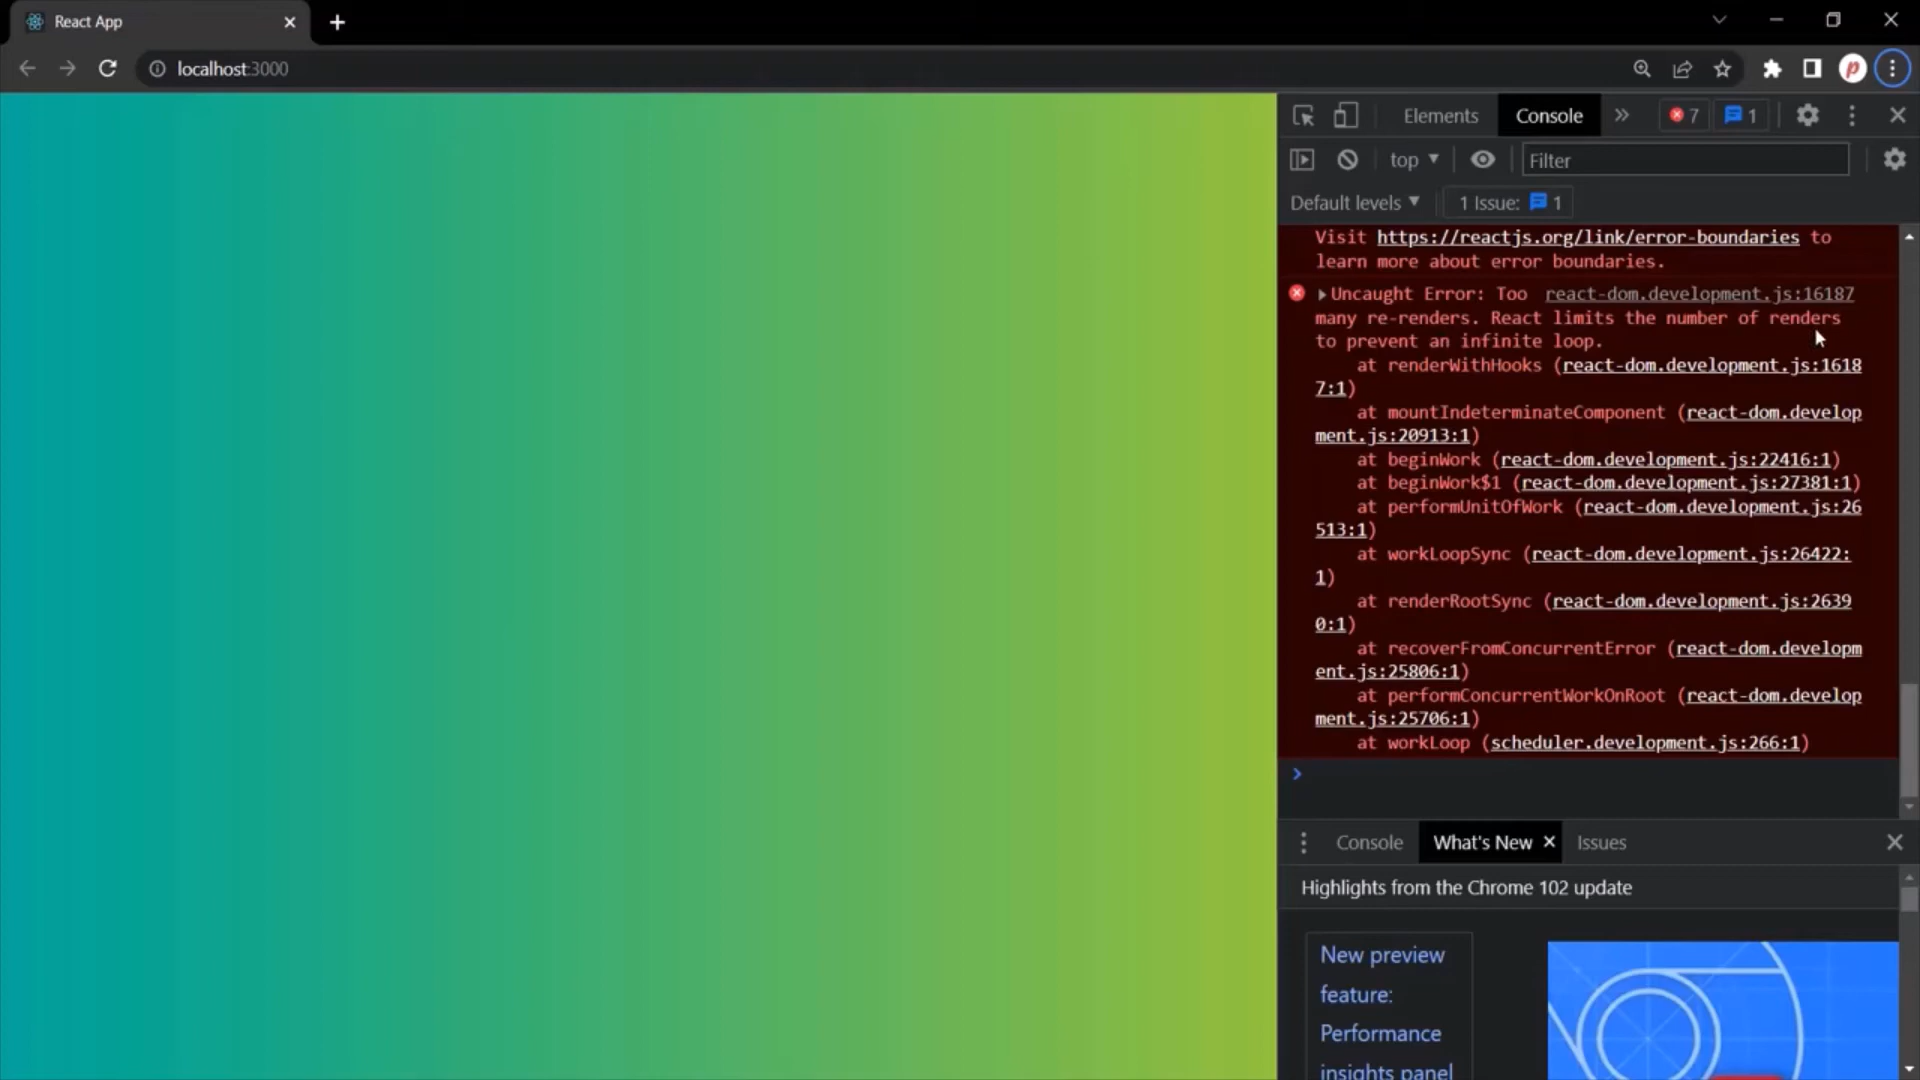 React App
localhost:3000
Elements
Console
7
1
top
Filter
Default levels
1 Issue:
1
Visit https://reactjs.org/link/error-boundaries to
learn more about error boundaries.
Uncaught Error: Too react-dom.development.js:16187
many re-renders. React limits the number of renders
to prevent an infinite loop.
at renderWithHooks (react-dom.development.js:1618
7:1)
at mountIndeterminateComponent (react-dom.develop
ment.js:20913:1)
at beginWork (react-dom.development.js:22416:1)
at beginWork$1 (react-dom.development.js:27381:1)
at performUnitOfWork (react-dom.development.js:26
513:1)
at workLoopSync (react-dom.development.js:26422:
1)
at renderRootSync (react-dom.development.js:2639
0:1)
at recoverFromConcurrentError (react-dom.developm
ent.js:25806:1)
at performConcurrentWorkOnRoot (react-dom.develop
ment.js:25706:1)
at workLoop (scheduler.development.js:266:1)
Console
What's New
Issues
Highlights from the Chrome 102 update
New preview
feature:
Performance
insights panel